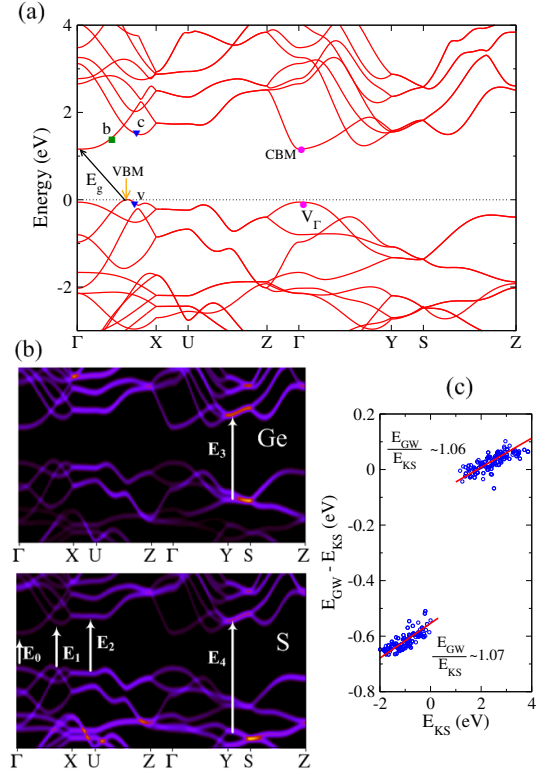 (a)
4
2
0
-2
Energy (eV)
b
c
E_g
VBM
v
CBM
V_Γ
Γ X U Z Γ Y S Z
(b)
Ge
E_3
Γ X U Z Γ Y S Z
S
E_0 E_1 E_2 E_4
Γ X U Z Γ Y S Z
(c)
0.2
0
-0.2
-0.4
-0.6
-0.8
E_GW - E_KS (eV)
E_GW
E_KS
~1.06
E_GW
E_KS
~1.07
-2 0 2 4
E_KS (eV)